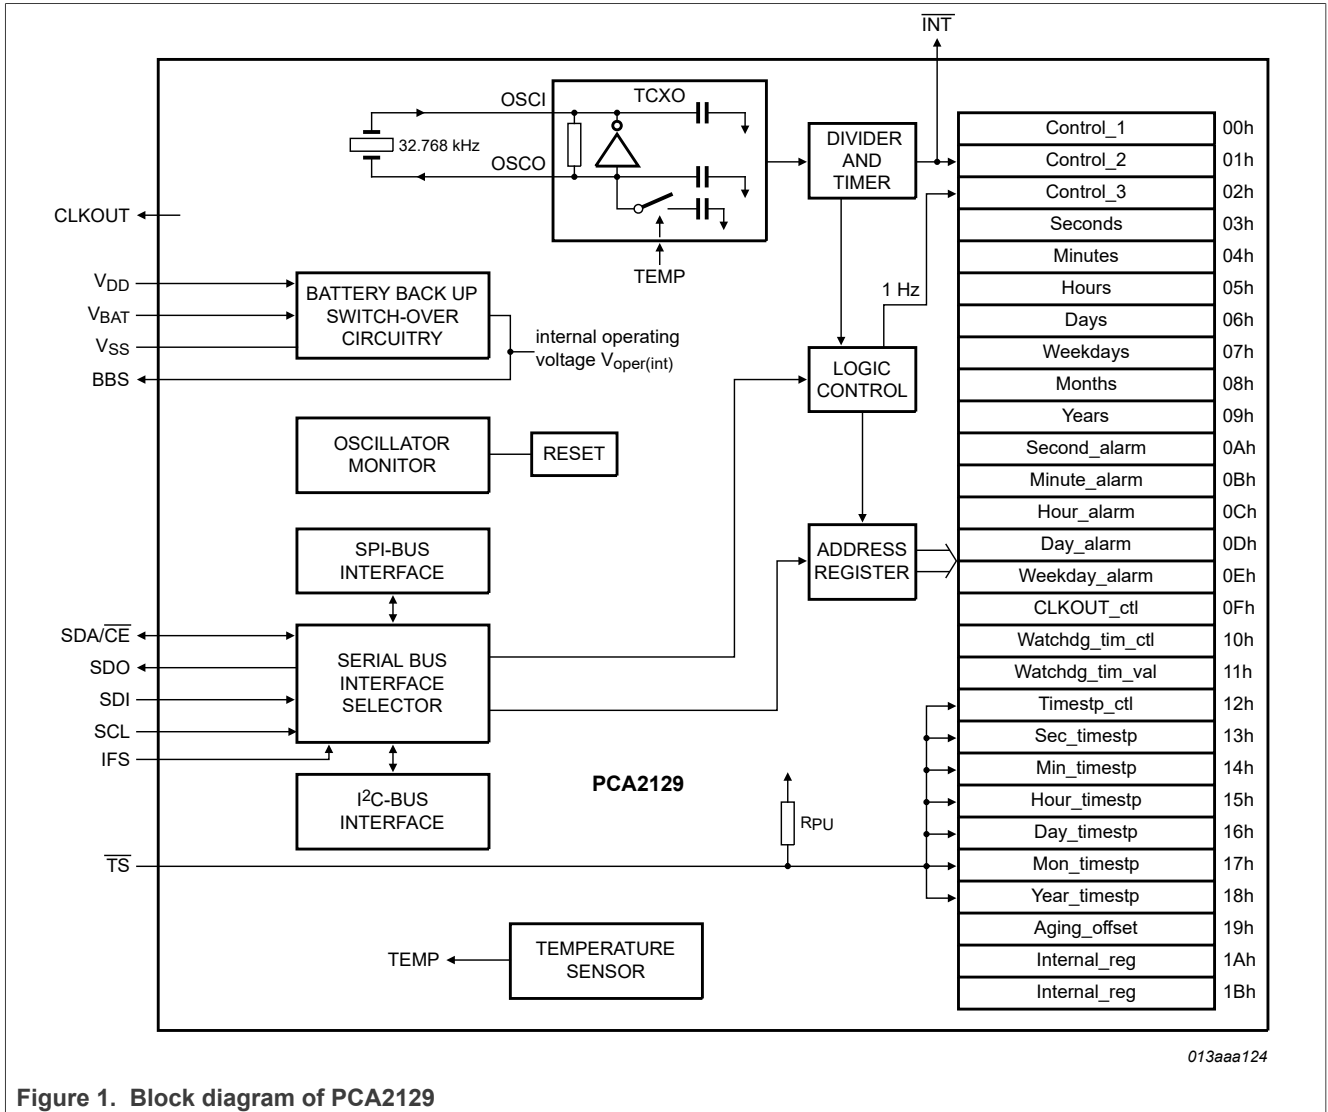 INT
OSCI
TCXO
32.768 kHz
OSCO
TEMP
DIVIDER
AND
TIMER
CLKOUT
VDD
VBAT
VSS
BBS
BATTERY BACK UP
SWITCH-OVER
CIRCUITRY
internal operating
voltage Voper(int)
1 Hz
LOGIC
CONTROL
OSCILLATOR
MONITOR
RESET
SPI-BUS
INTERFACE
ADDRESS
REGISTER
SDA/CE
SDO
SDI
SCL
IFS
SERIAL BUS
INTERFACE
SELECTOR
I2C-BUS
INTERFACE
PCA2129
RPU
TS
TEMP
TEMPERATURE
SENSOR
Control_1 00h
Control_2 01h
Control_3 02h
Seconds 03h
Minutes 04h
Hours 05h
Days 06h
Weekdays 07h
Months 08h
Years 09h
Second_alarm 0Ah
Minute_alarm 0Bh
Hour_alarm 0Ch
Day_alarm 0Dh
Weekday_alarm 0Eh
CLKOUT_ctl 0Fh
Watchdg_tim_ctl 10h
Watchdg_tim_val 11h
Timestp_ctl 12h
Sec_timestp 13h
Min_timestp 14h
Hour_timestp 15h
Day_timestp 16h
Mon_timestp 17h
Year_timestp 18h
Aging_offset 19h
Internal_reg 1Ah
Internal_reg 1Bh
013aaa124
Figure 1. Block diagram of PCA2129